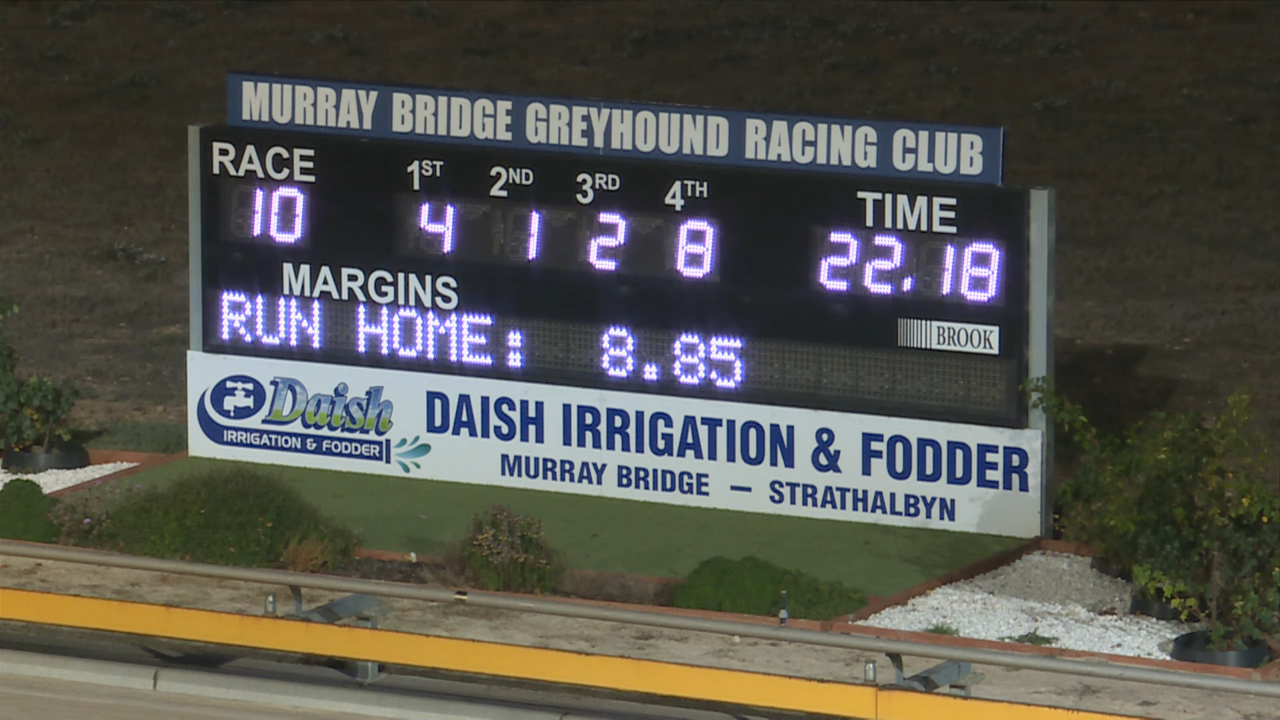 MURRAY BRIDGE GREYHOUND RACING CLUB
RACE 1ST 2ND 3RD 4TH TIME
10 4 1 2 8 22.18
MARGINS
RUN HOME: 8.85
BROOK
Daish
IRRIGATION & FODDER
DAISH IRRIGATION & FODDER
MURRAY BRIDGE – STRATHALBYN